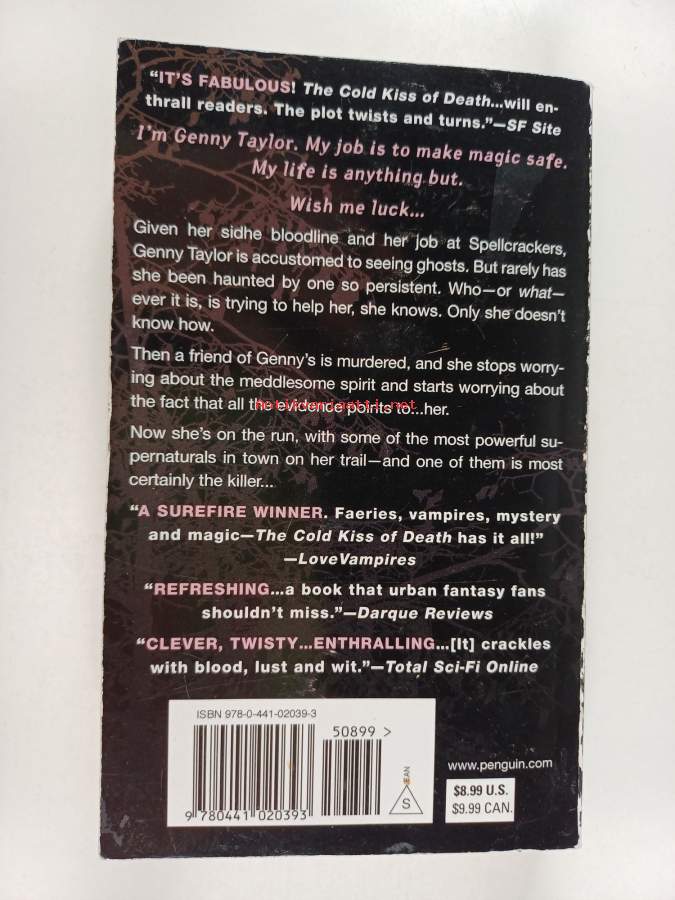 “IT’S FABULOUS! The Cold Kiss of Death...will en-
thrall readers. The plot twists and turns.”—SF Site
I’m Genny Taylor. My job is to make magic safe.
My life is anything but.
Wish me luck...
Given her sidhe bloodline and her job at Spellcrackers,
Genny Taylor is accustomed to seeing ghosts. But rarely has
she been haunted by one so persistent. Who—or what—
ever it is, is trying to help her, she knows. Only she doesn’t
know how.
Then a friend of Genny’s is murdered, and she stops worry-
ing about the meddlesome spirit and starts worrying about
the fact that all the evidence points to...her.
Now she’s on the run, with some of the most powerful su-
pernaturals in town on her trail—and one of them is most
certainly the killer...
“A SUREFIRE WINNER. Faeries, vampires, mystery
and magic—The Cold Kiss of Death has it all!”
—LoveVampires
“REFRESHING...a book that urban fantasy fans
shouldn’t miss.”—Darque Reviews
“CLEVER, TWISTY...ENTHRALLING...[It] crackles
with blood, lust and wit.”—Total Sci-Fi Online
ISBN 978-0-441-02039-3
50899 >
9 780441 020393
EAN
S
www.penguin.com
$8.99 U.S.
$9.99 CAN.